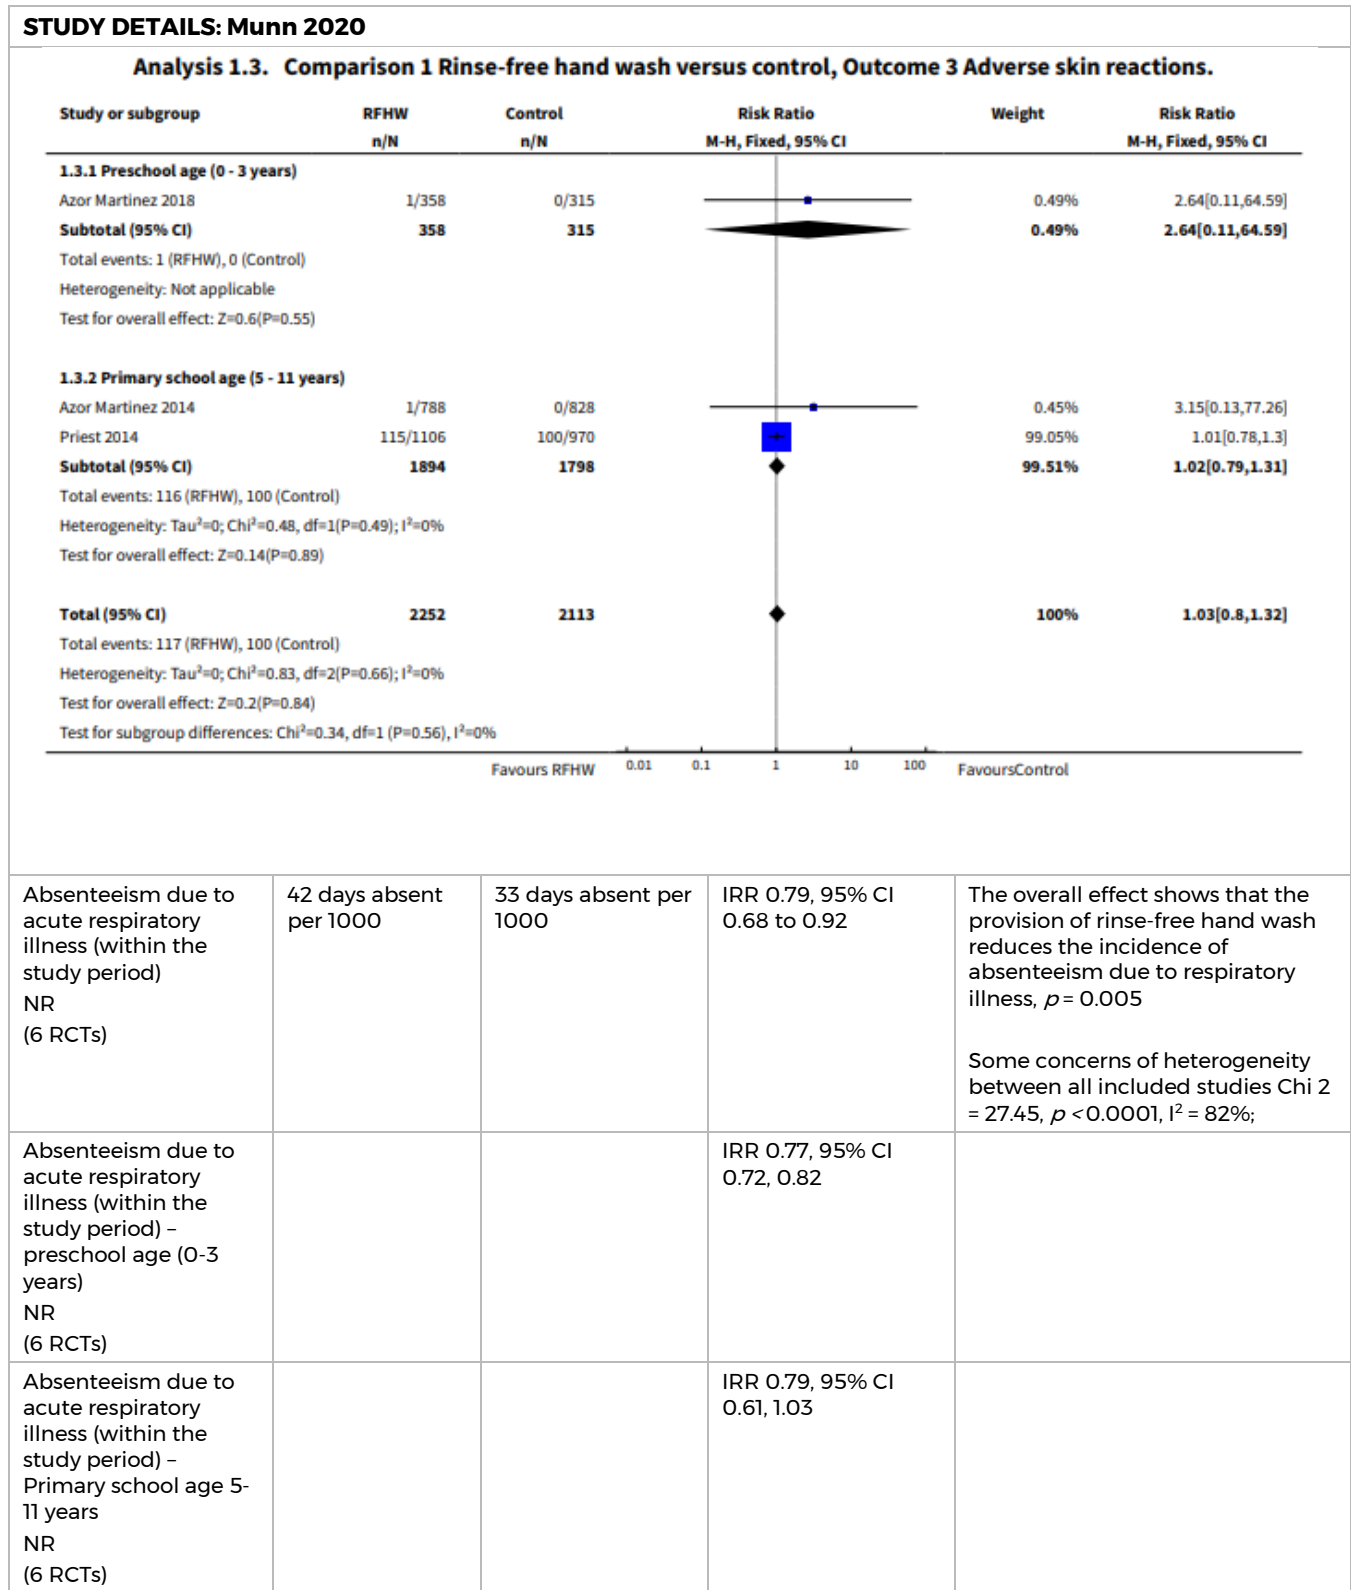 STUDY DETAILS: Munn 2020
Analysis 1.3. Comparison 1 Rinse-free hand wash versus control, Outcome 3 Adverse skin reactions.
Study or subgroup RFHW Control Risk Ratio Weight Risk Ratio
n/N n/N M-H, Fixed, 95% CI M-H, Fixed, 95% CI
1.3.1 Preschool age (0 - 3 years)
Azor Martinez 2018 1/358 0/315 0.49% 2.64[0.11,64.59]
Subtotal (95% CI) 358 315 0.49% 2.64[0.11,64.59]
Total events: 1 (RFHW), 0 (Control)
Heterogeneity: Not applicable
Test for overall effect: Z=0.6(P=0.55)
1.3.2 Primary school age (5 - 11 years)
Azor Martinez 2014 1/788 0/828 0.45% 3.15[0.13,77.26]
Priest 2014 115/1106 100/970 99.05% 1.01[0.78,1.3]
Subtotal (95% CI) 1894 1798 99.51% 1.02[0.79,1.31]
Total events: 116 (RFHW), 100 (Control)
Heterogeneity: Tau²=0; Chi²=0.48, df=1(P=0.49); I²=0%
Test for overall effect: Z=0.14(P=0.89)
Total (95% CI) 2252 2113 100% 1.03[0.8,1.32]
Total events: 117 (RFHW), 100 (Control)
Heterogeneity: Tau²=0; Chi²=0.83, df=2(P=0.66); I²=0%
Test for overall effect: Z=0.2(P=0.84)
Test for subgroup differences: Chi²=0.34, df=1 (P=0.56), I²=0%
Favours RFHW 0.01 0.1 1 10 100 FavoursControl
Absenteeism due to
acute respiratory
illness (within the
study period)
NR
(6 RCTs)
42 days absent
per 1000
33 days absent per
1000
IRR 0.79, 95% CI
0.68 to 0.92
The overall effect shows that the
provision of rinse-free hand wash
reduces the incidence of
absenteeism due to respiratory
illness, p = 0.005
Some concerns of heterogeneity
between all included studies Chi 2
= 27.45, p < 0.0001, I² = 82%;
Absenteeism due to
acute respiratory
illness (within the
study period) –
preschool age (0-3
years)
NR
(6 RCTs)
IRR 0.77, 95% CI
0.72, 0.82
Absenteeism due to
acute respiratory
illness (within the
study period) –
Primary school age 5-
11 years
NR
(6 RCTs)
IRR 0.79, 95% CI
0.61, 1.03